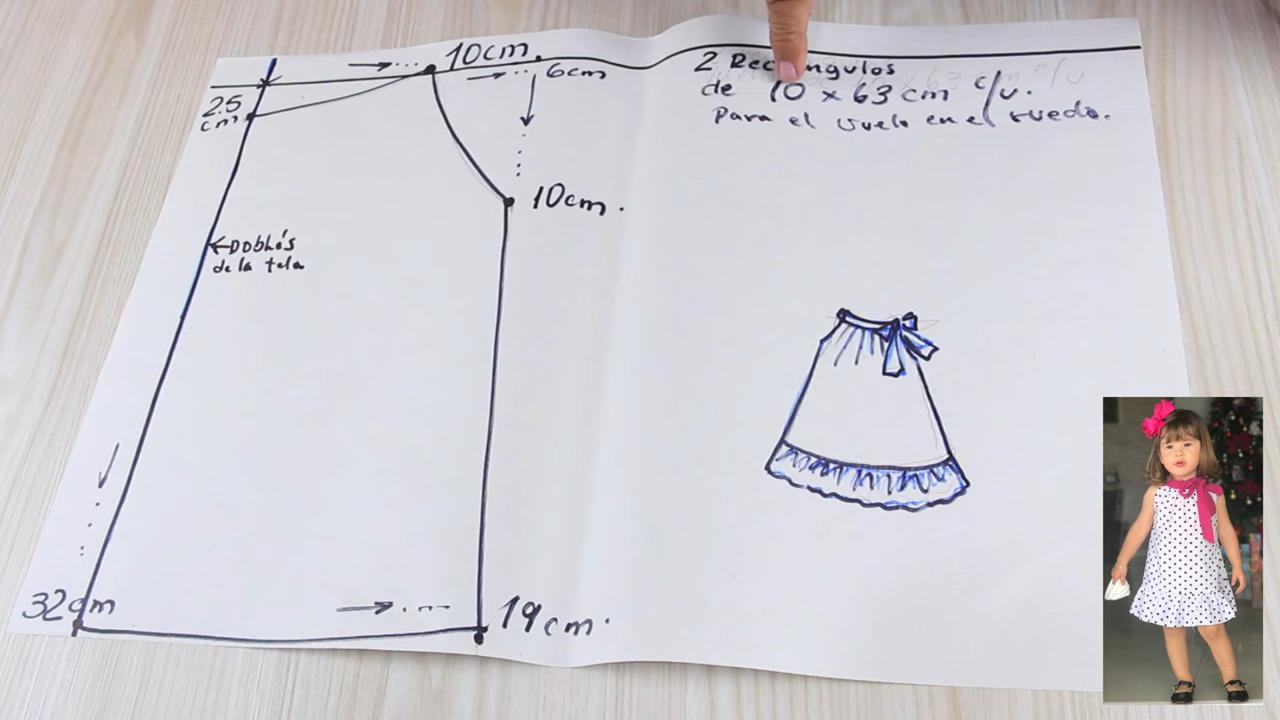 10cm.
6cm
2.5
cm
10cm.
←Doblés
de la tela
32cm
19cm.
2 Rectángulos
de 10 x 63 cm c/u.
Para el vuelo en el ruedo.